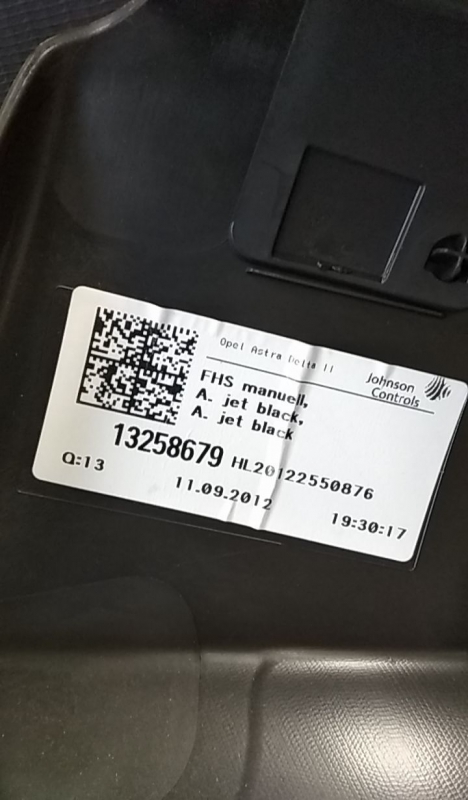 Opel Astra Delta II
Johnson
Controls
FHS manuell,
A. jet black,
A. jet black
13258679 HL20122550876
Q:13
11.09.2012
19:30:17